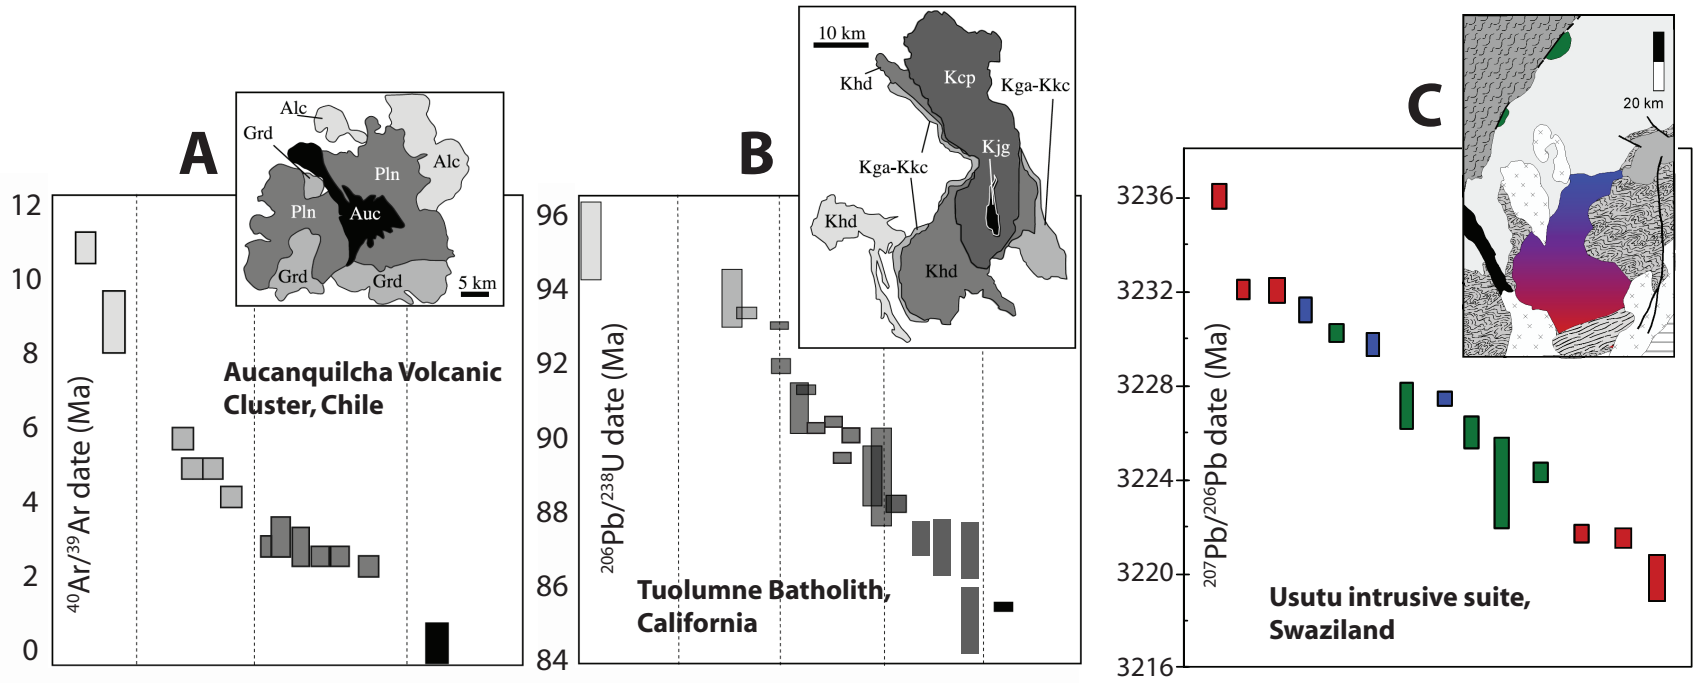 A
Alc
Grd
Alc
Pln
Pln
Auc
Grd
Grd
5 km
12
10
8
6
4
2
0
⁴⁰Ar/³⁹Ar date (Ma)
Aucanquilcha Volcanic
Cluster, Chile
B
10 km
Khd
Kcp
Kga-Kkc
Kjg
Kga-Kkc
Khd
Khd
96
94
92
90
88
86
84
²⁰⁶Pb/²³⁸U date (Ma)
Tuolumne Batholith,
California
C
20 km
3236
3232
3228
3224
3220
3216
²⁰⁷Pb/²⁰⁶Pb date (Ma)
Usutu intrusive suite,
Swaziland